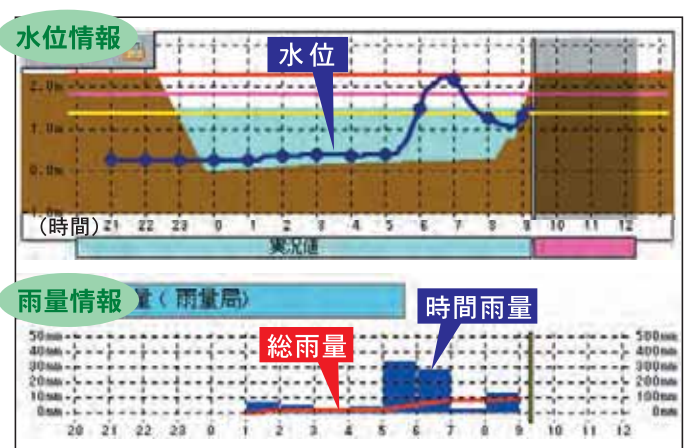 水位情報
水位
2.0m
1.0m
0.0m
(時間) 21 22 23 0 1 2 3 4 5 6 7 8 9 10 11 12
実況値
雨量情報
量(雨量局)
時間雨量
総雨量
50mm 500mm
40mm 400mm
30mm 300mm
20mm 200mm
10mm 100mm
0mm 0mm
20 21 22 23 0 1 2 3 4 5 6 7 8 9 10 11 12